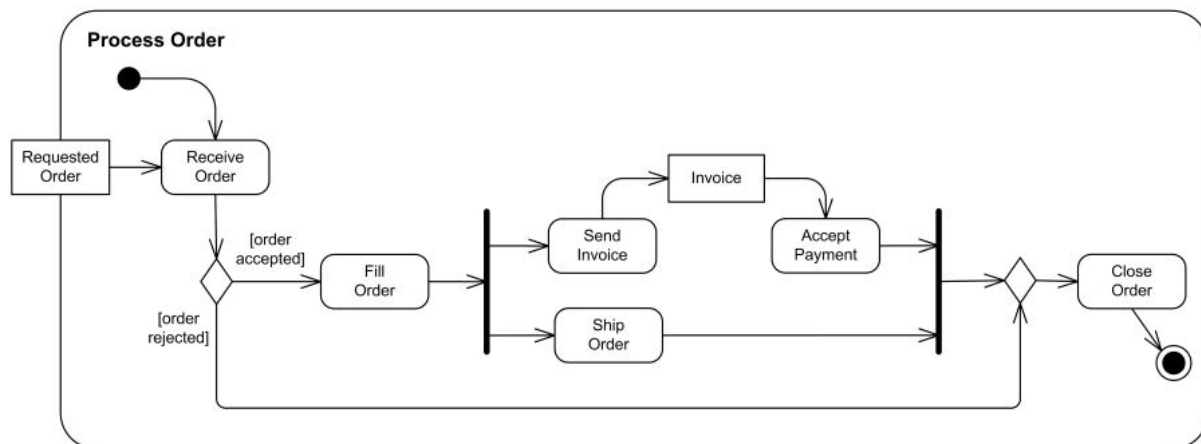 Process Order
Requested
Order
Receive
Order
[order
accepted]
[order
rejected]
Fill
Order
Send
Invoice
Invoice
Accept
Payment
Ship
Order
Close
Order